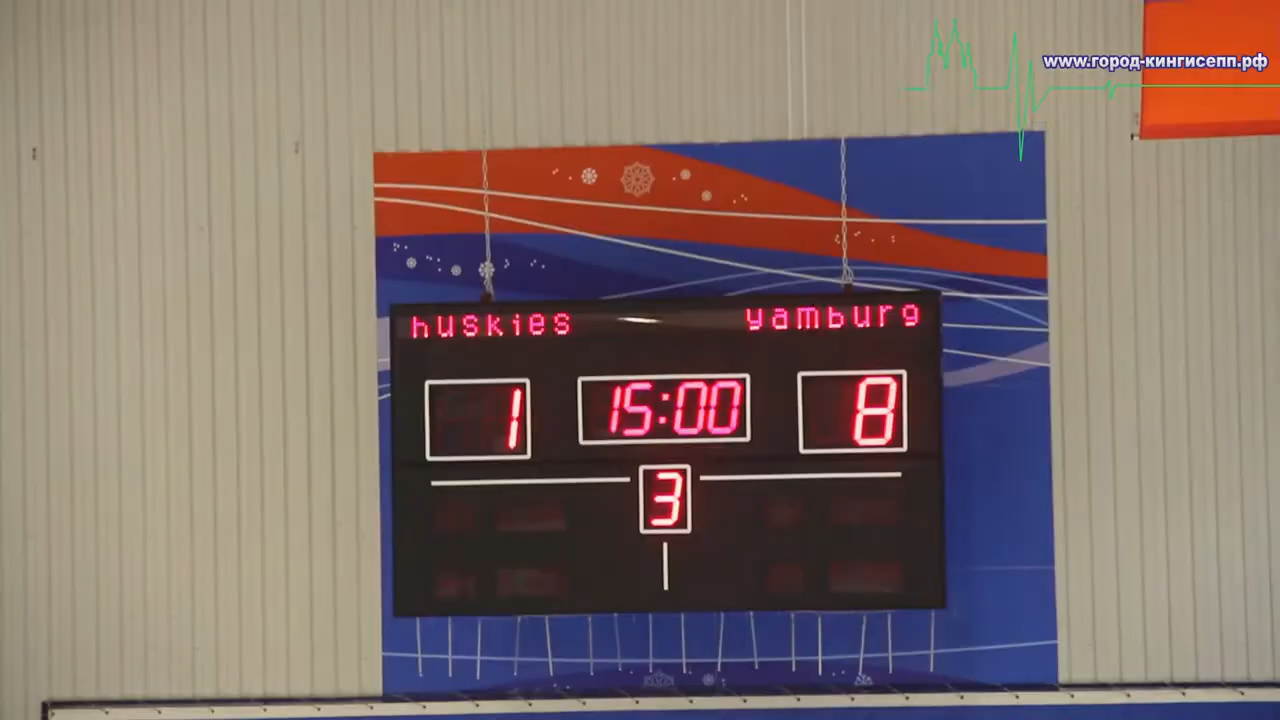 www.город-кингисепп.рф
huskies yamburg
1 15:00 8
3